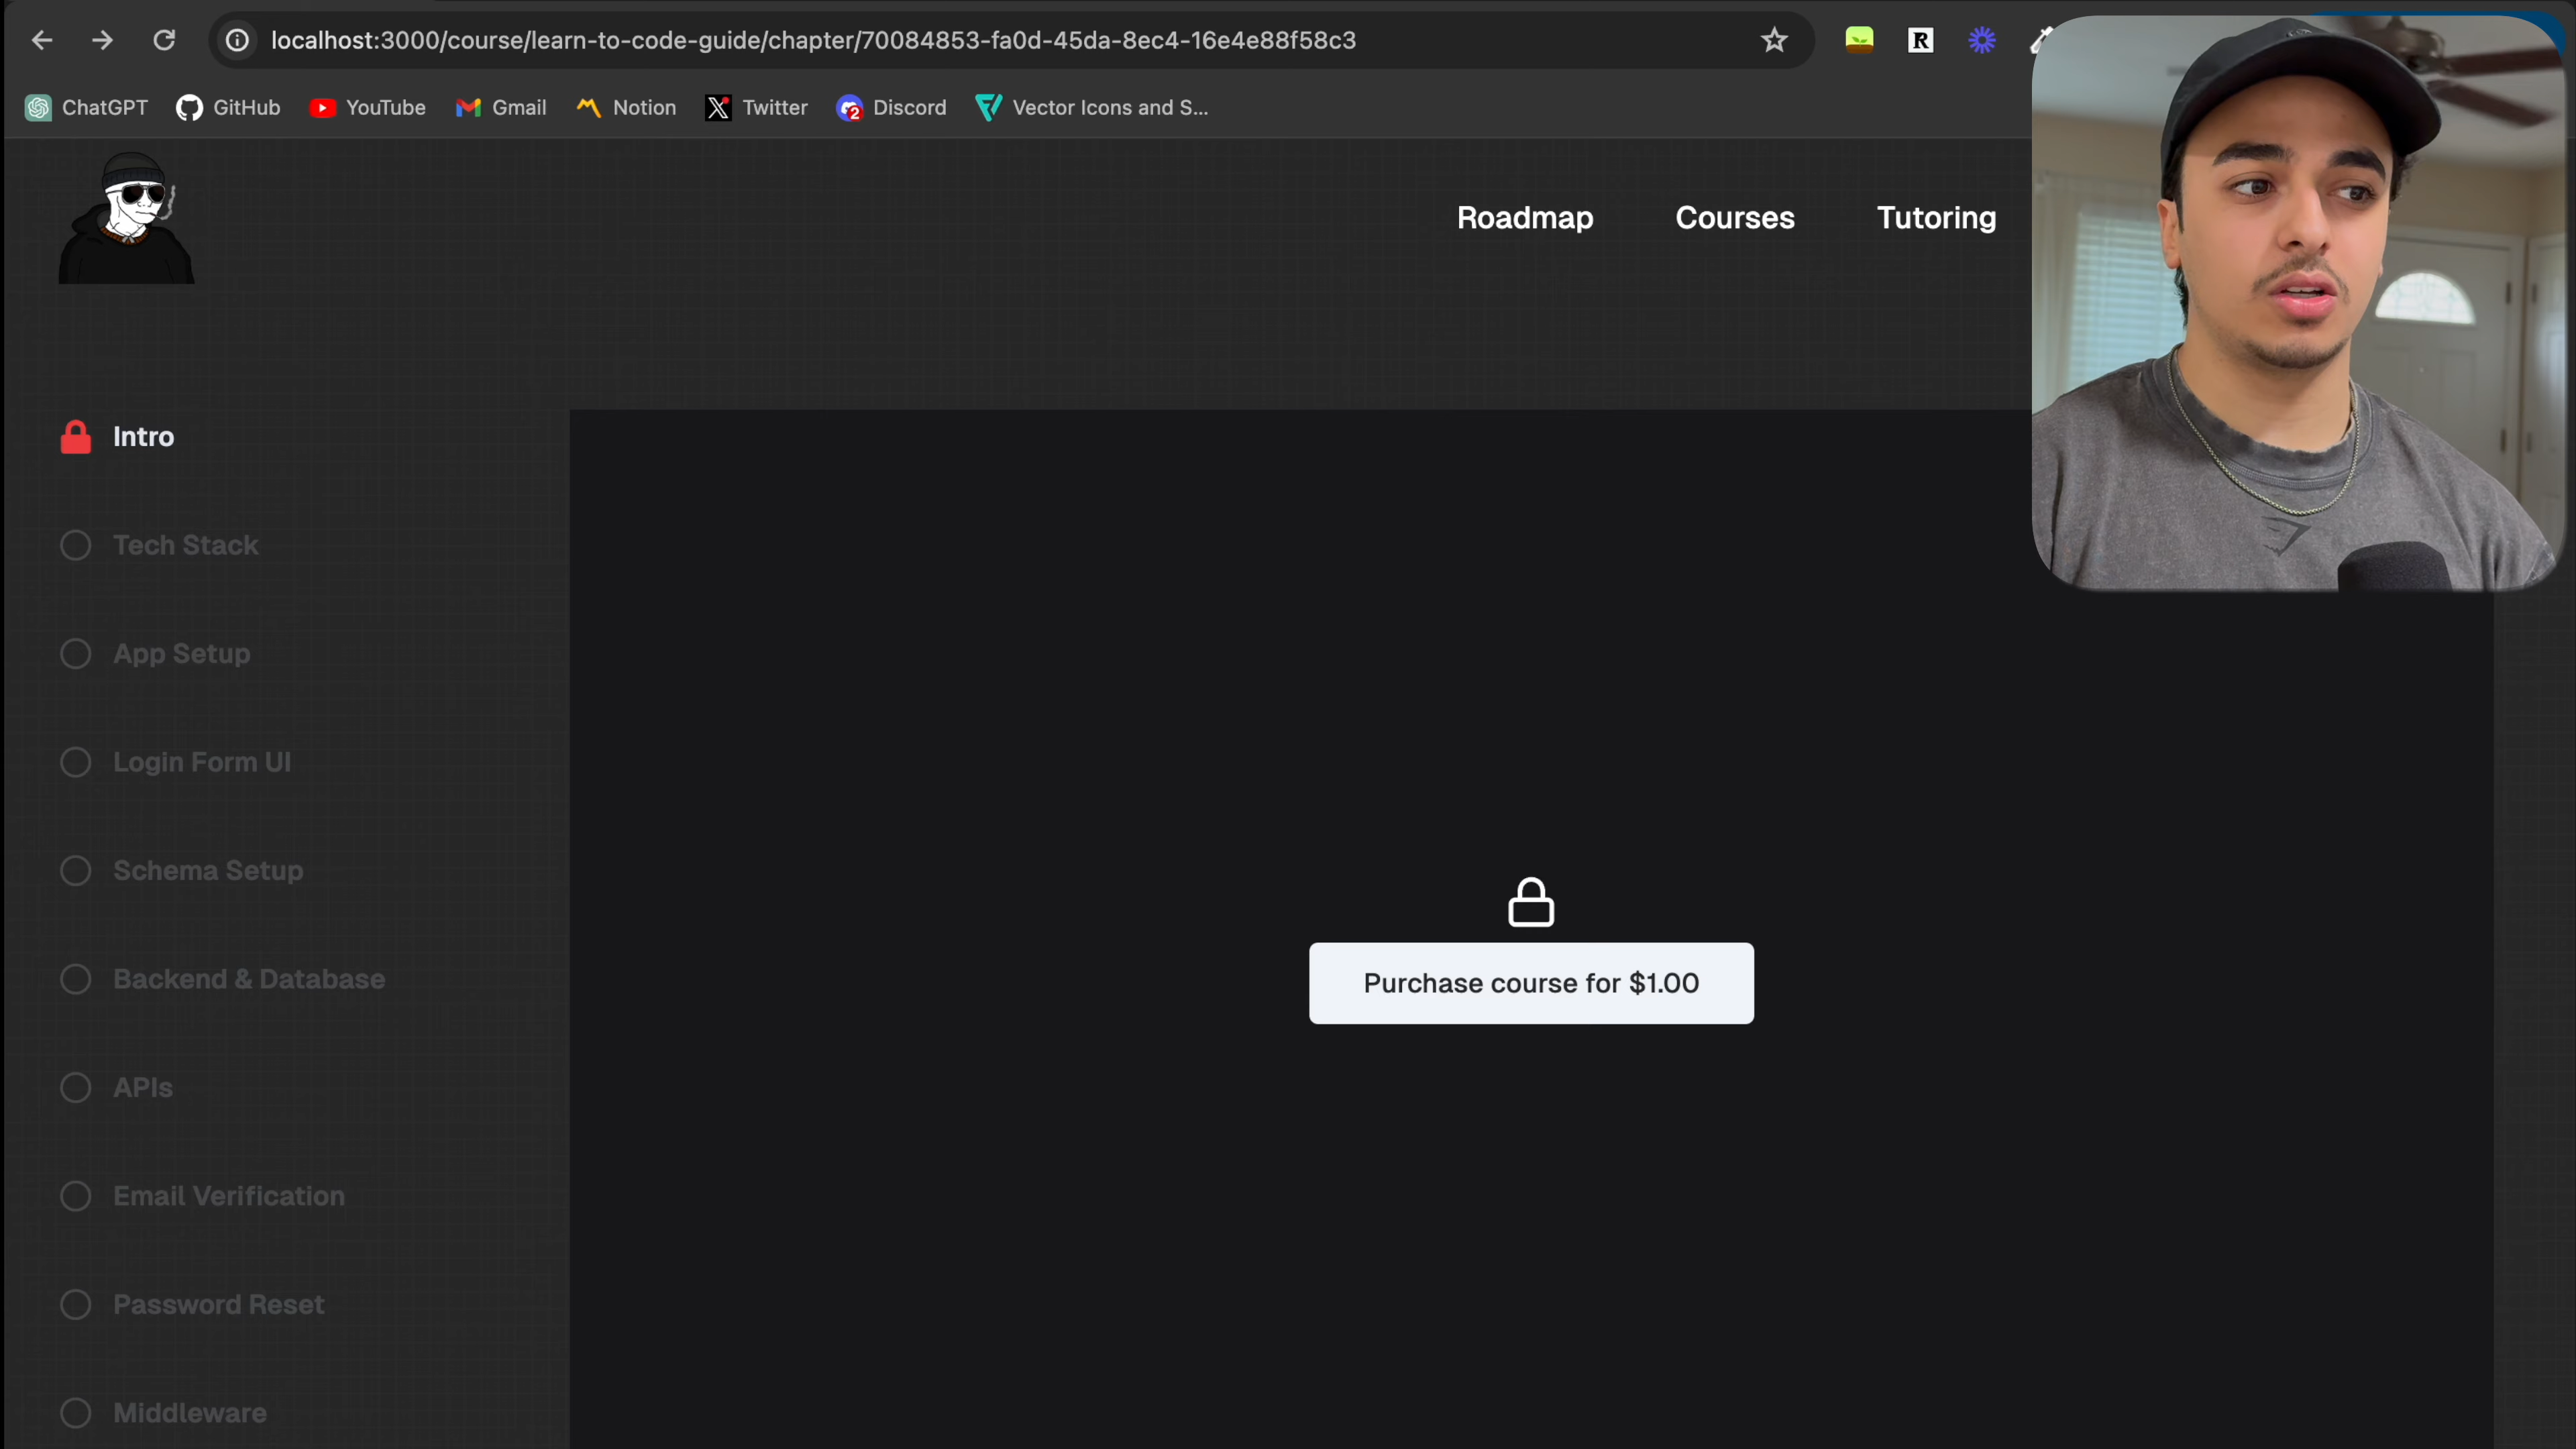 localhost:3000/course/learn-to-code-guide/chapter/70084853-fa0d-45da-8ec4-16e4e88f58c3
R
ChatGPT GitHub YouTube Gmail Notion Twitter 2 Discord Vector Icons and S...
Roadmap Courses Tutoring
Intro
Tech Stack
App Setup
Login Form UI
Schema Setup
Backend & Database
APIs
Email Verification
Password Reset
Middleware
Purchase course for $1.00